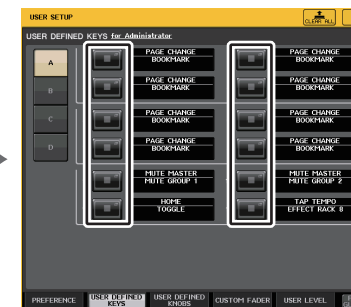 USER SETUP
CLEAR ALL
USER DEFINED KEYS for Administrator
A
PAGE CHANGE
BOOKMARK
PAGE CHANGE
BOOKMARK
B
PAGE CHANGE
BOOKMARK
PAGE CHANGE
BOOKMARK
C
PAGE CHANGE
BOOKMARK
PAGE CHANGE
BOOKMARK
D
PAGE CHANGE
BOOKMARK
PAGE CHANGE
BOOKMARK
MUTE MASTER
MUTE GROUP 1
MUTE MASTER
MUTE GROUP 2
HOME
TOGGLE
TAP TEMPO
EFFECT RACK 8
PREFERENCE
USER DEFINED
KEYS
USER DEFINED
KNOBS
CUSTOM FADER
USER LEVEL